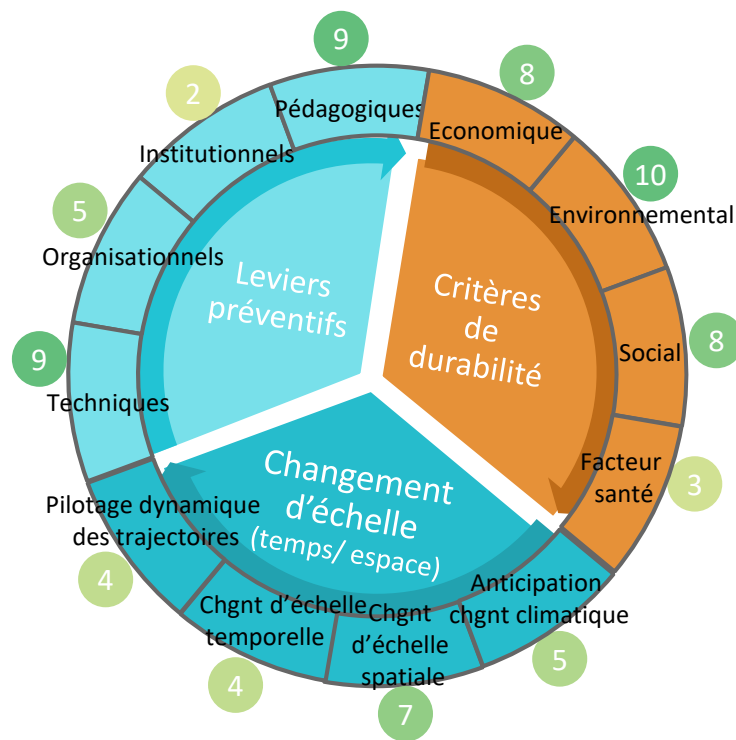 9
Pédagogiques
8
Economique
10
Environnemental
8
Social
3
Facteur
santé
5
Anticipation
chgnt climatique
7
Chgnt
d'échelle
spatiale
4
Chgnt d'échelle
temporelle
4
Pilotage dynamique
des trajectoires
9
Techniques
5
Organisationnels
2
Institutionnels
Leviers
préventifs
Critères
de
durabilité
Changement
d'échelle
(temps/ espace)